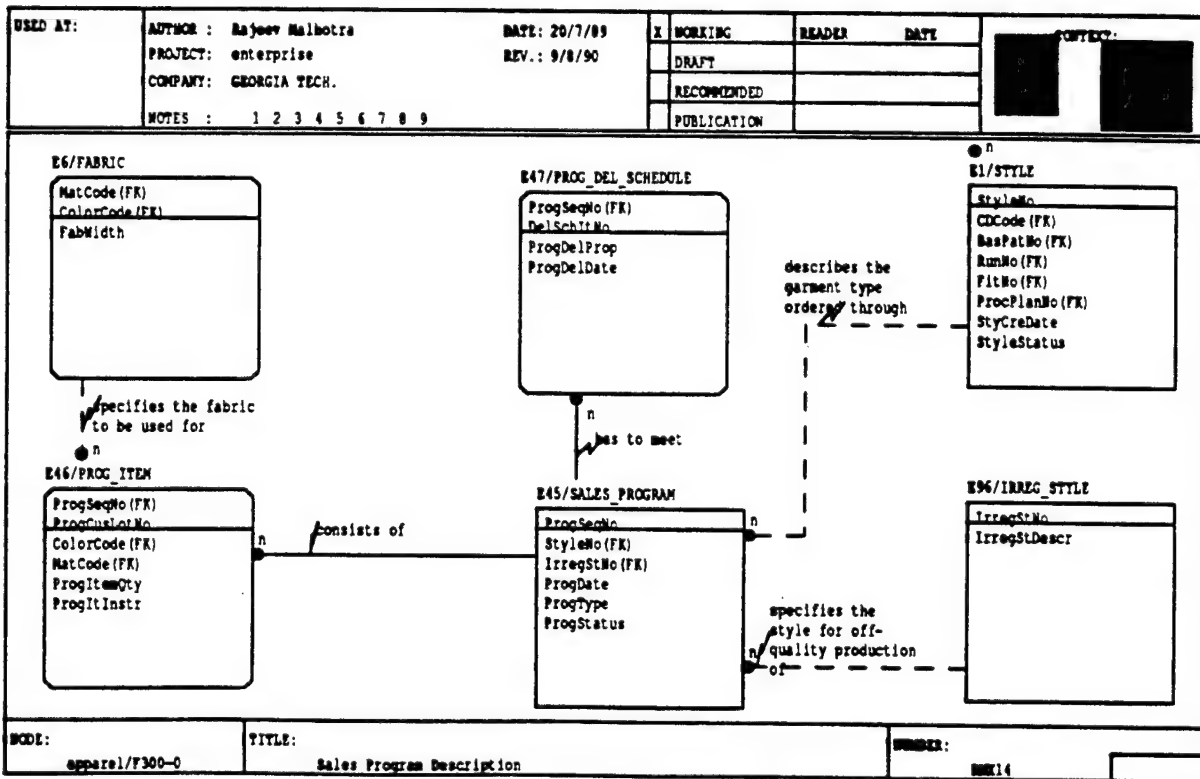 USED AT:
AUTHOR : Rajeev Malhotra DATE: 20/7/89
PROJECT: enterprise REV.: 9/8/90
COMPANY: GEORGIA TECH.
NOTES : 1 2 3 4 5 6 7 8 9
X WORKING READER DATE
DRAFT
RECOMMENDED
PUBLICATION
CONTEXT:
E6/FABRIC
MatCode(FK)
ColorCode(FK)
FabWidth
specifies the fabric
to be used for
n
E47/PROG_DEL_SCHEDULE
ProgSeqNo(FK)
DelSchItNo
ProgDelProp
ProgDelDate
n
has to meet
n
E1/STYLE
StyleNo
CDCode(FK)
BasPatNo(FK)
RunNo(FK)
FitNo(FK)
ProcPlanNo(FK)
StyCreDate
StyleStatus
describes the
garment type
ordered through
E46/PROG_ITEM
ProgSeqNo(FK)
ProgCusLotNo
ColorCode(FK)
MatCode(FK)
ProgItemQty
ProgItInstr
n
consists of
E45/SALES_PROGRAM
ProgSeqNo
StyleNo(FK)
IrregStNo(FK)
ProgDate
ProgType
ProgStatus
n
n
specifies the
style for off-
quality production
of
E96/IRREG_STYLE
IrregStNo
IrregStDescr
NODE:
apparel/F300-0
TITLE:
Sales Program Description
NUMBER: